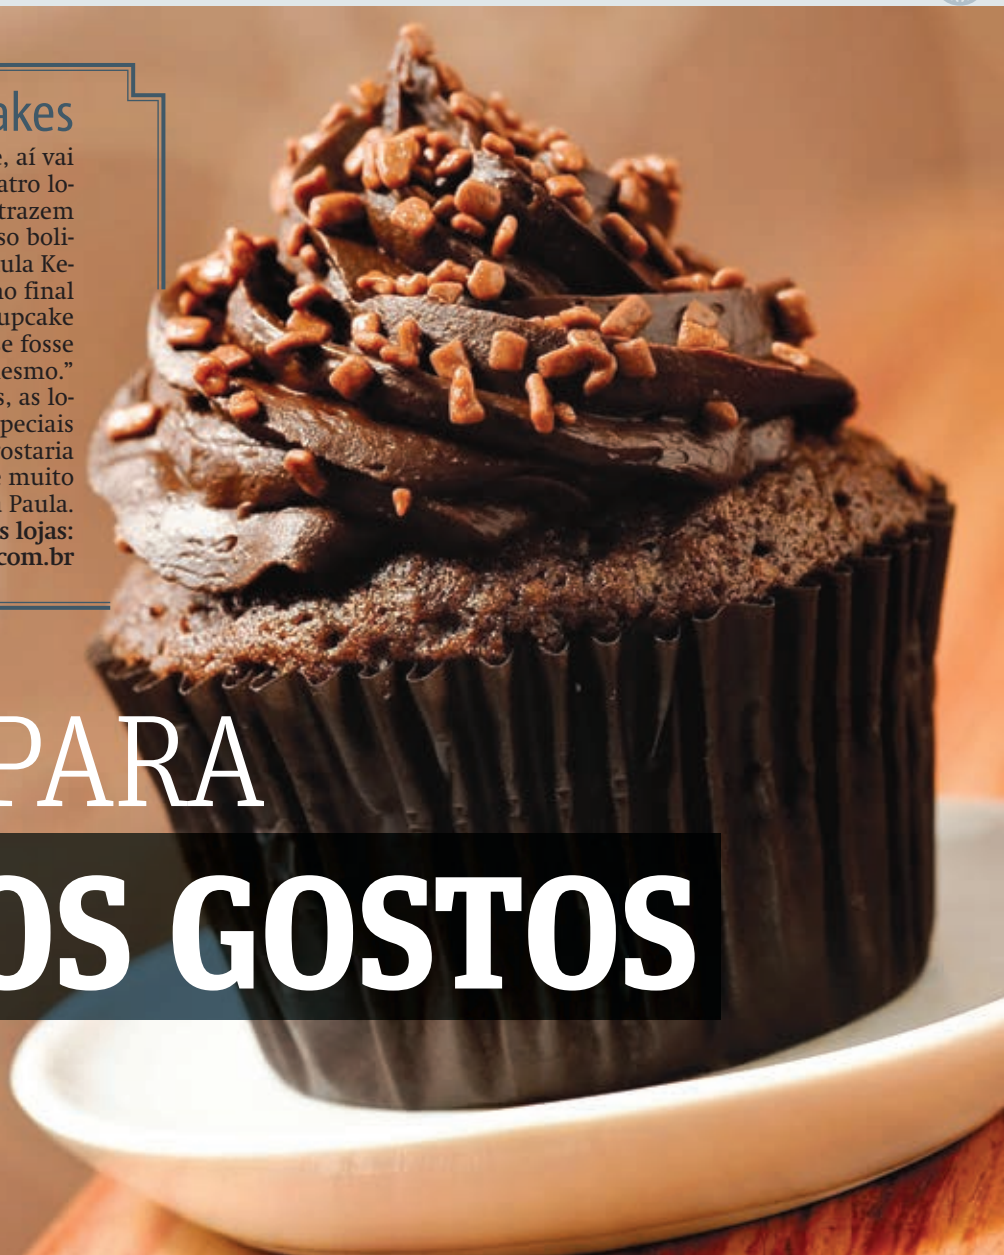 akes
e, aí vai
atro lo-
trazem
so boli-
ula Ke-
no final
upcake
e fosse
esmo.”
s, as lo-
peciais
ostaria
e muito
a Paula.
s lojas:
com.br
PARA
OS GOSTOS